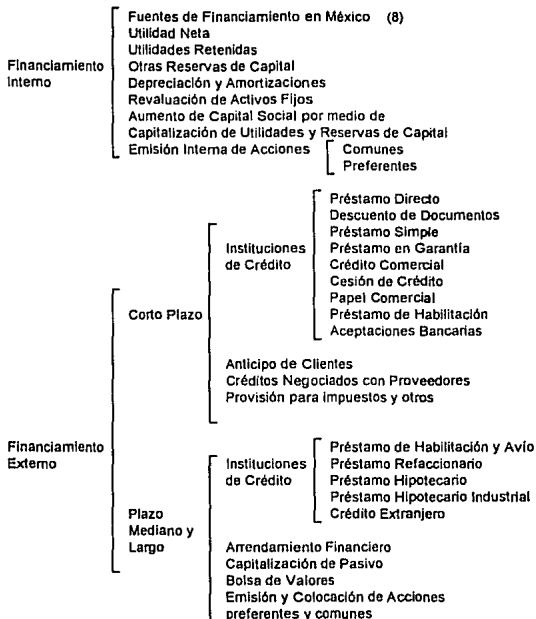 Fuentes de Financiamiento en México (8)
Utilidad Neta
Utilidades Retenidas
Financiamiento
Interno
Otras Reservas de Capital
Depreciación y Amortizaciones
Revaluación de Activos Fijos
Aumento de Capital Social por medio de
Capitalización de Utilidades y Reservas de Capital
Emisión Interna de Acciones
Comunes
Preferentes
Financiamiento
Externo
Corto Plazo
Instituciones
de Crédito
Préstamo Directo
Descuento de Documentos
Préstamo Simple
Préstamo en Garantía
Crédito Comercial
Cesión de Crédito
Papel Comercial
Préstamo de Habilitación
Aceptaciones Bancarias
Anticipo de Clientes
Créditos Negociados con Proveedores
Provisión para impuestos y otros
Plazo
Mediano y
Largo
Instituciones
de Crédito
Préstamo de Habilitación y Avío
Préstamo Refaccionario
Préstamo Hipotecario
Préstamo Hipotecario Industrial
Crédito Extranjero
Arrendamiento Financiero
Capitalización de Pasivo
Bolsa de Valores
Emisión y Colocación de Acciones
preferentes y comunes